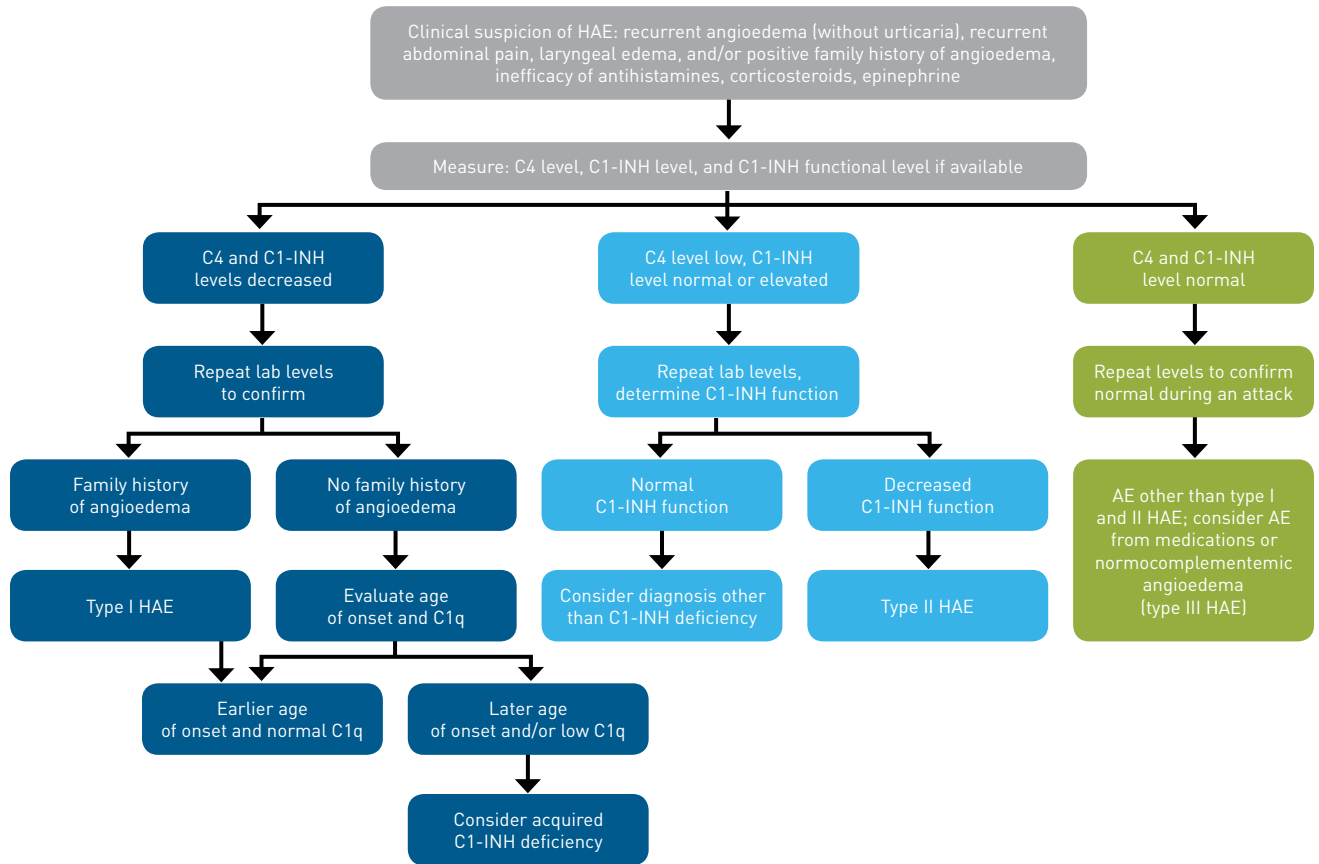 Clinical suspicion of HAE: recurrent angioedema (without urticaria), recurrent
abdominal pain, laryngeal edema, and/or positive family history of angioedema,
inefficacy of antihistamines, corticosteroids, epinephrine
Measure: C4 level, C1-INH level, and C1-INH functional level if available
C4 and C1-INH
levels decreased
C4 level low, C1-INH
level normal or elevated
C4 and C1-INH
level normal
Repeat lab levels
to confirm
Repeat lab levels,
determine C1-INH function
Repeat levels to confirm
normal during an attack
Family history
of angioedema
No family history
of angioedema
Normal
C1-INH function
Decreased
C1-INH function
AE other than type I
and II HAE; consider AE
from medications or
normocomplementemic
angioedema
(type III HAE)
Type I HAE
Evaluate age
of onset and C1q
Consider diagnosis other
than C1-INH deficiency
Type II HAE
Earlier age
of onset and normal C1q
Later age
of onset and/or low C1q
Consider acquired
C1-INH deficiency